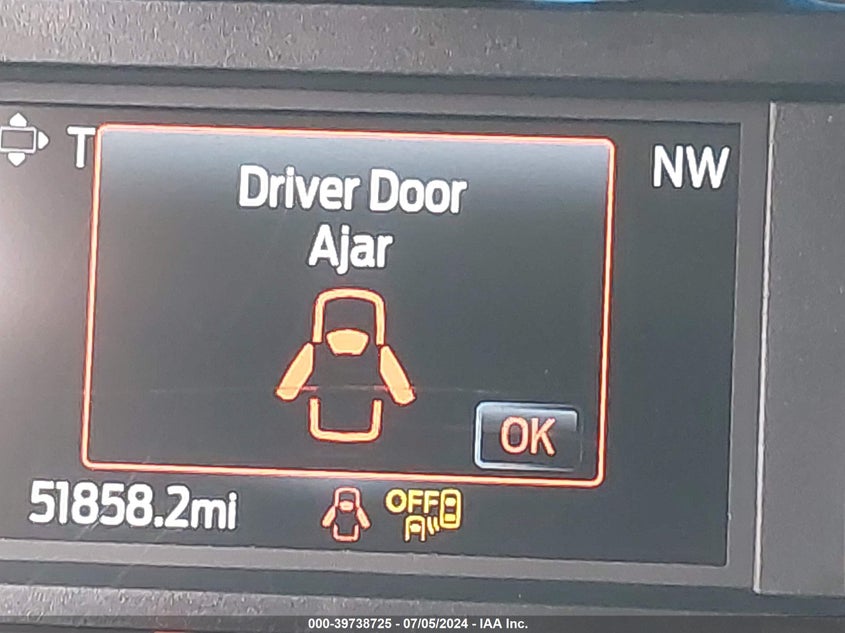 T
NW
Driver Door
Ajar
OK
51858.2mi
OFF
000-39738725 - 07/05/2024 - IAA Inc.